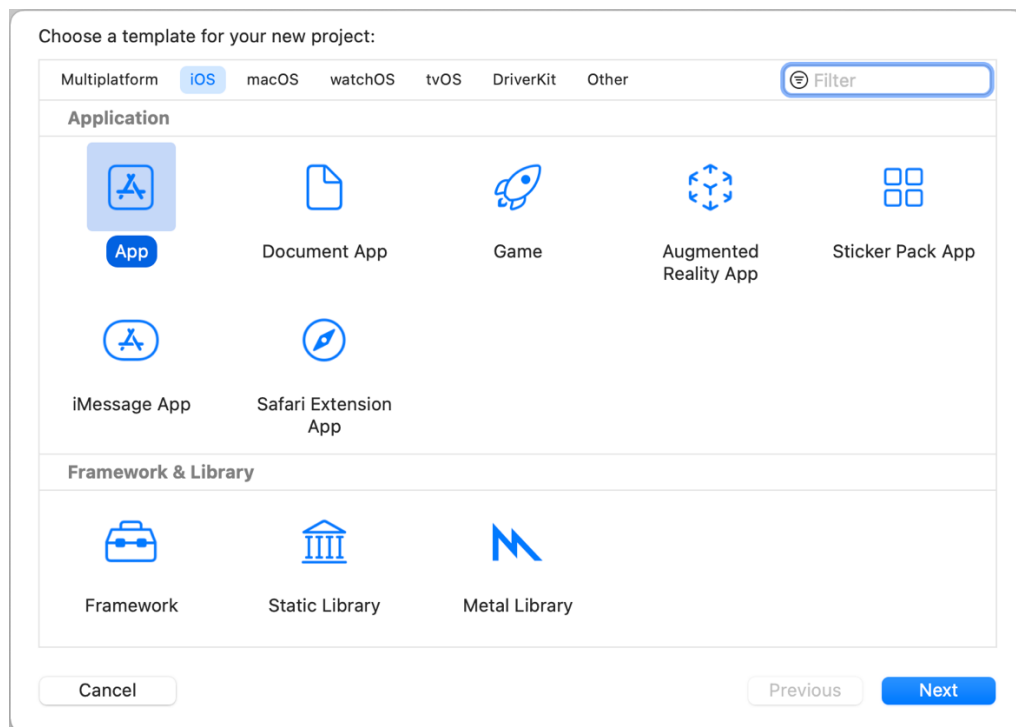 Choose a template for your new project:
Multiplatform iOS macOS watchOS tvOS DriverKit Other Filter
Application
App Document App Game Augmented Reality App Sticker Pack App
iMessage App Safari Extension App
Framework & Library
Framework Static Library Metal Library
Cancel Previous Next